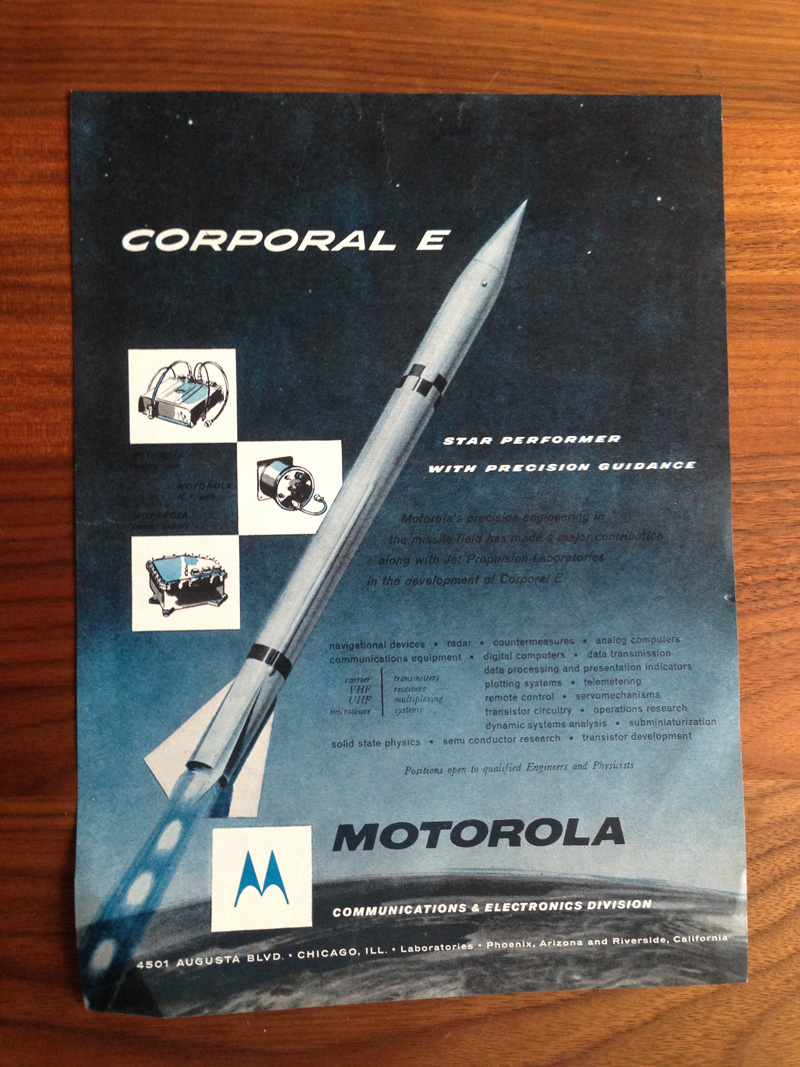 CORPORAL E
MOTOROLA
MOTOROLA
MOTOROLA
STAR PERFORMER
WITH PRECISION GUIDANCE
Motorola's precision engineering in
the missile field has made a major contribution
along with Jet Propulsion Laboratories
in the development of Corporal E
navigational devices • radar • countermeasures • analog computers
communications equipment • digital computers • data transmission
data processing and presentation indicators
carrier transmitters plotting systems • telemetering
VHF receivers remote control • servomechanisms
UHF multiplexing transistor circuitry • operations research
microwave systems dynamic systems analysis • subminiaturization
solid state physics • semi conductor research • transistor development
Positions open to qualified Engineers and Physicists
MOTOROLA
COMMUNICATIONS & ELECTRONICS DIVISION
4501 AUGUSTA BLVD. • CHICAGO, ILL. • Laboratories • Phoenix, Arizona and Riverside, California